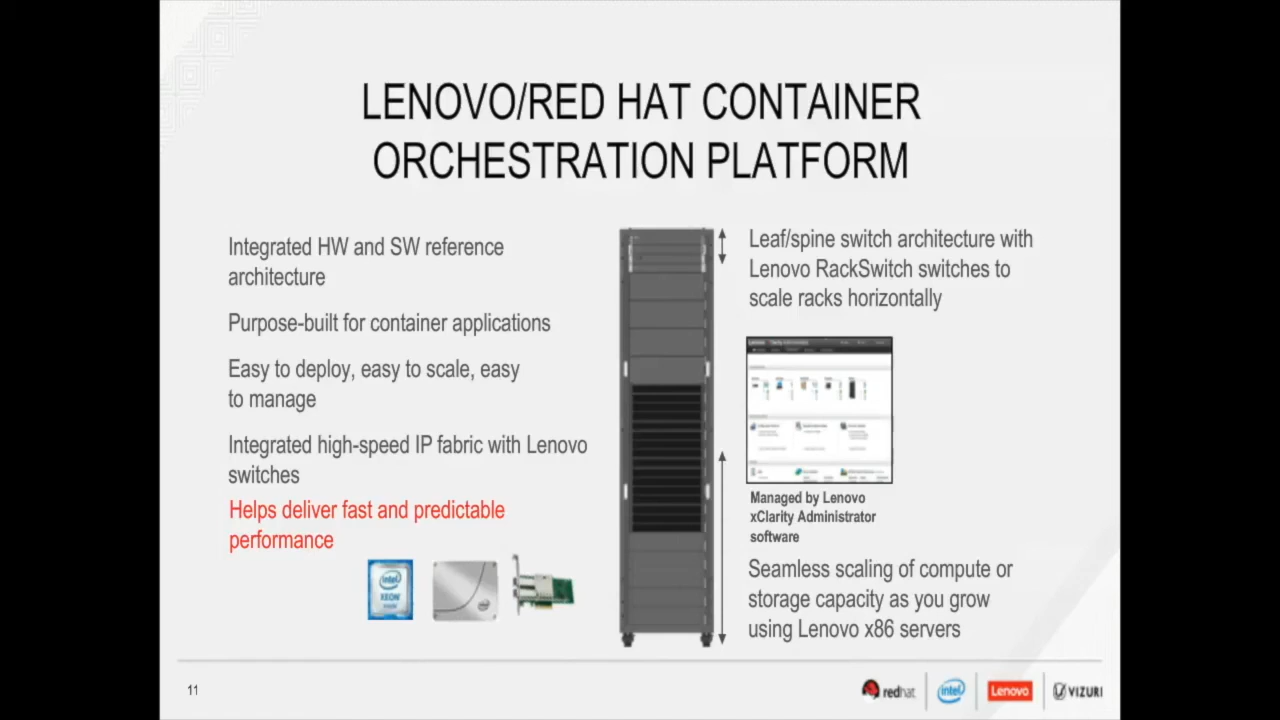 LENOVO/RED HAT CONTAINER
ORCHESTRATION PLATFORM
Integrated HW and SW reference
architecture
Purpose-built for container applications
Easy to deploy, easy to scale, easy
to manage
Integrated high-speed IP fabric with Lenovo
switches
Helps deliver fast and predictable
performance
intel
XEON
Leaf/spine switch architecture with
Lenovo RackSwitch switches to
scale racks horizontally
Managed by Lenovo
xClarity Administrator
software
Seamless scaling of compute or
storage capacity as you grow
using Lenovo x86 servers
11
redhat
intel
Lenovo
VIZURI